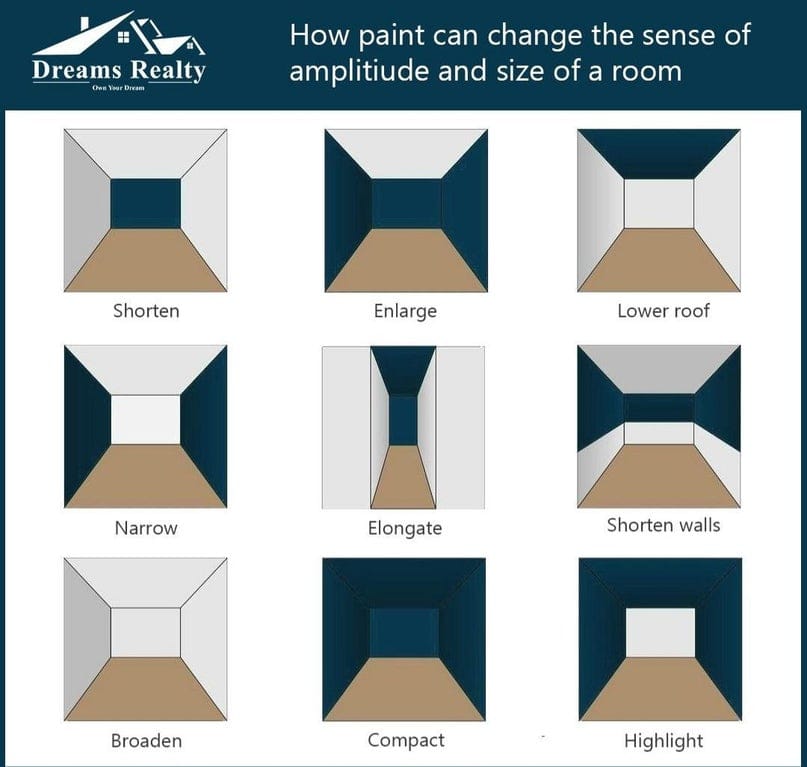 Dreams Realty
Own Your Dream
How paint can change the sense of
amplitiude and size of a room
Shorten
Enlarge
Lower roof
Narrow
Elongate
Shorten walls
Broaden
Compact
Highlight